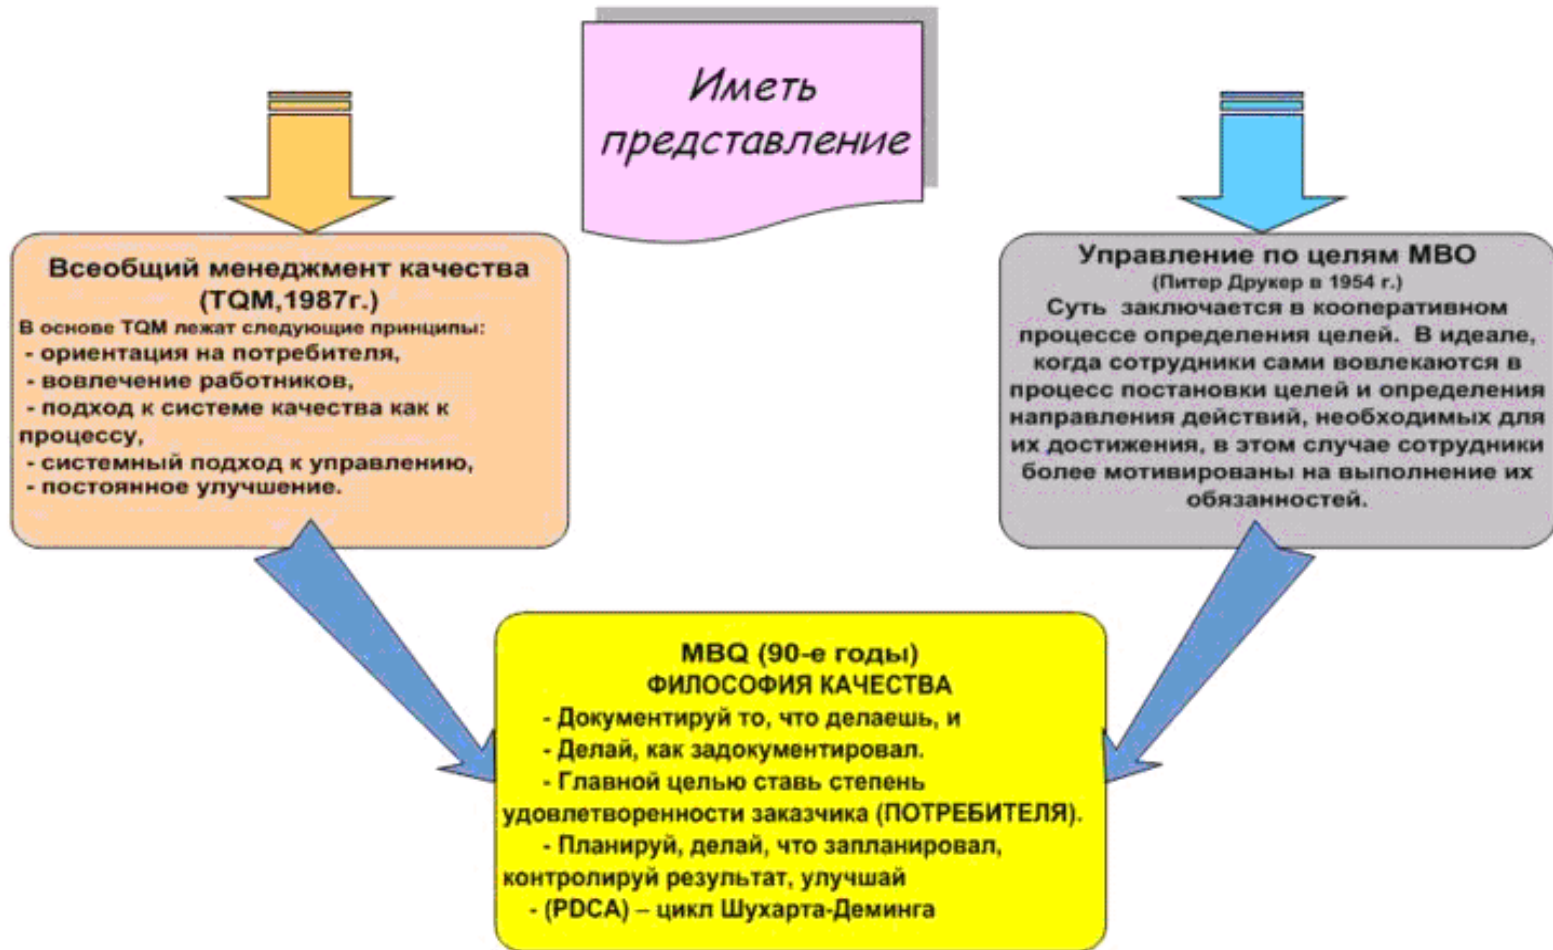 Иметь
представление
Всеобщий менеджмент качества
(TQM,1987г.)
В основе TQM лежат следующие принципы:
- ориентация на потребителя,
- вовлечение работников,
- подход к системе качества как к
процессу,
- системный подход к управлению,
- постоянное улучшение.
Управление по целям МВО
(Питер Друкер в 1954 г.)
Суть заключается в кооперативном
процессе определения целей. В идеале,
когда сотрудники сами вовлекаются в
процесс постановки целей и определения
направления действий, необходимых для
их достижения, в этом случае сотрудники
более мотивированы на выполнение их
обязанностей.
MBQ (90-е годы)
ФИЛОСОФИЯ КАЧЕСТВА
- Документируй то, что делаешь, и
- Делай, как задокументировал.
- Главной целью ставь степень
удовлетворенности заказчика (ПОТРЕБИТЕЛЯ).
- Планируй, делай, что запланировал,
контролируй результат, улучшай
- (PDCA) – цикл Шухарта-Деминга